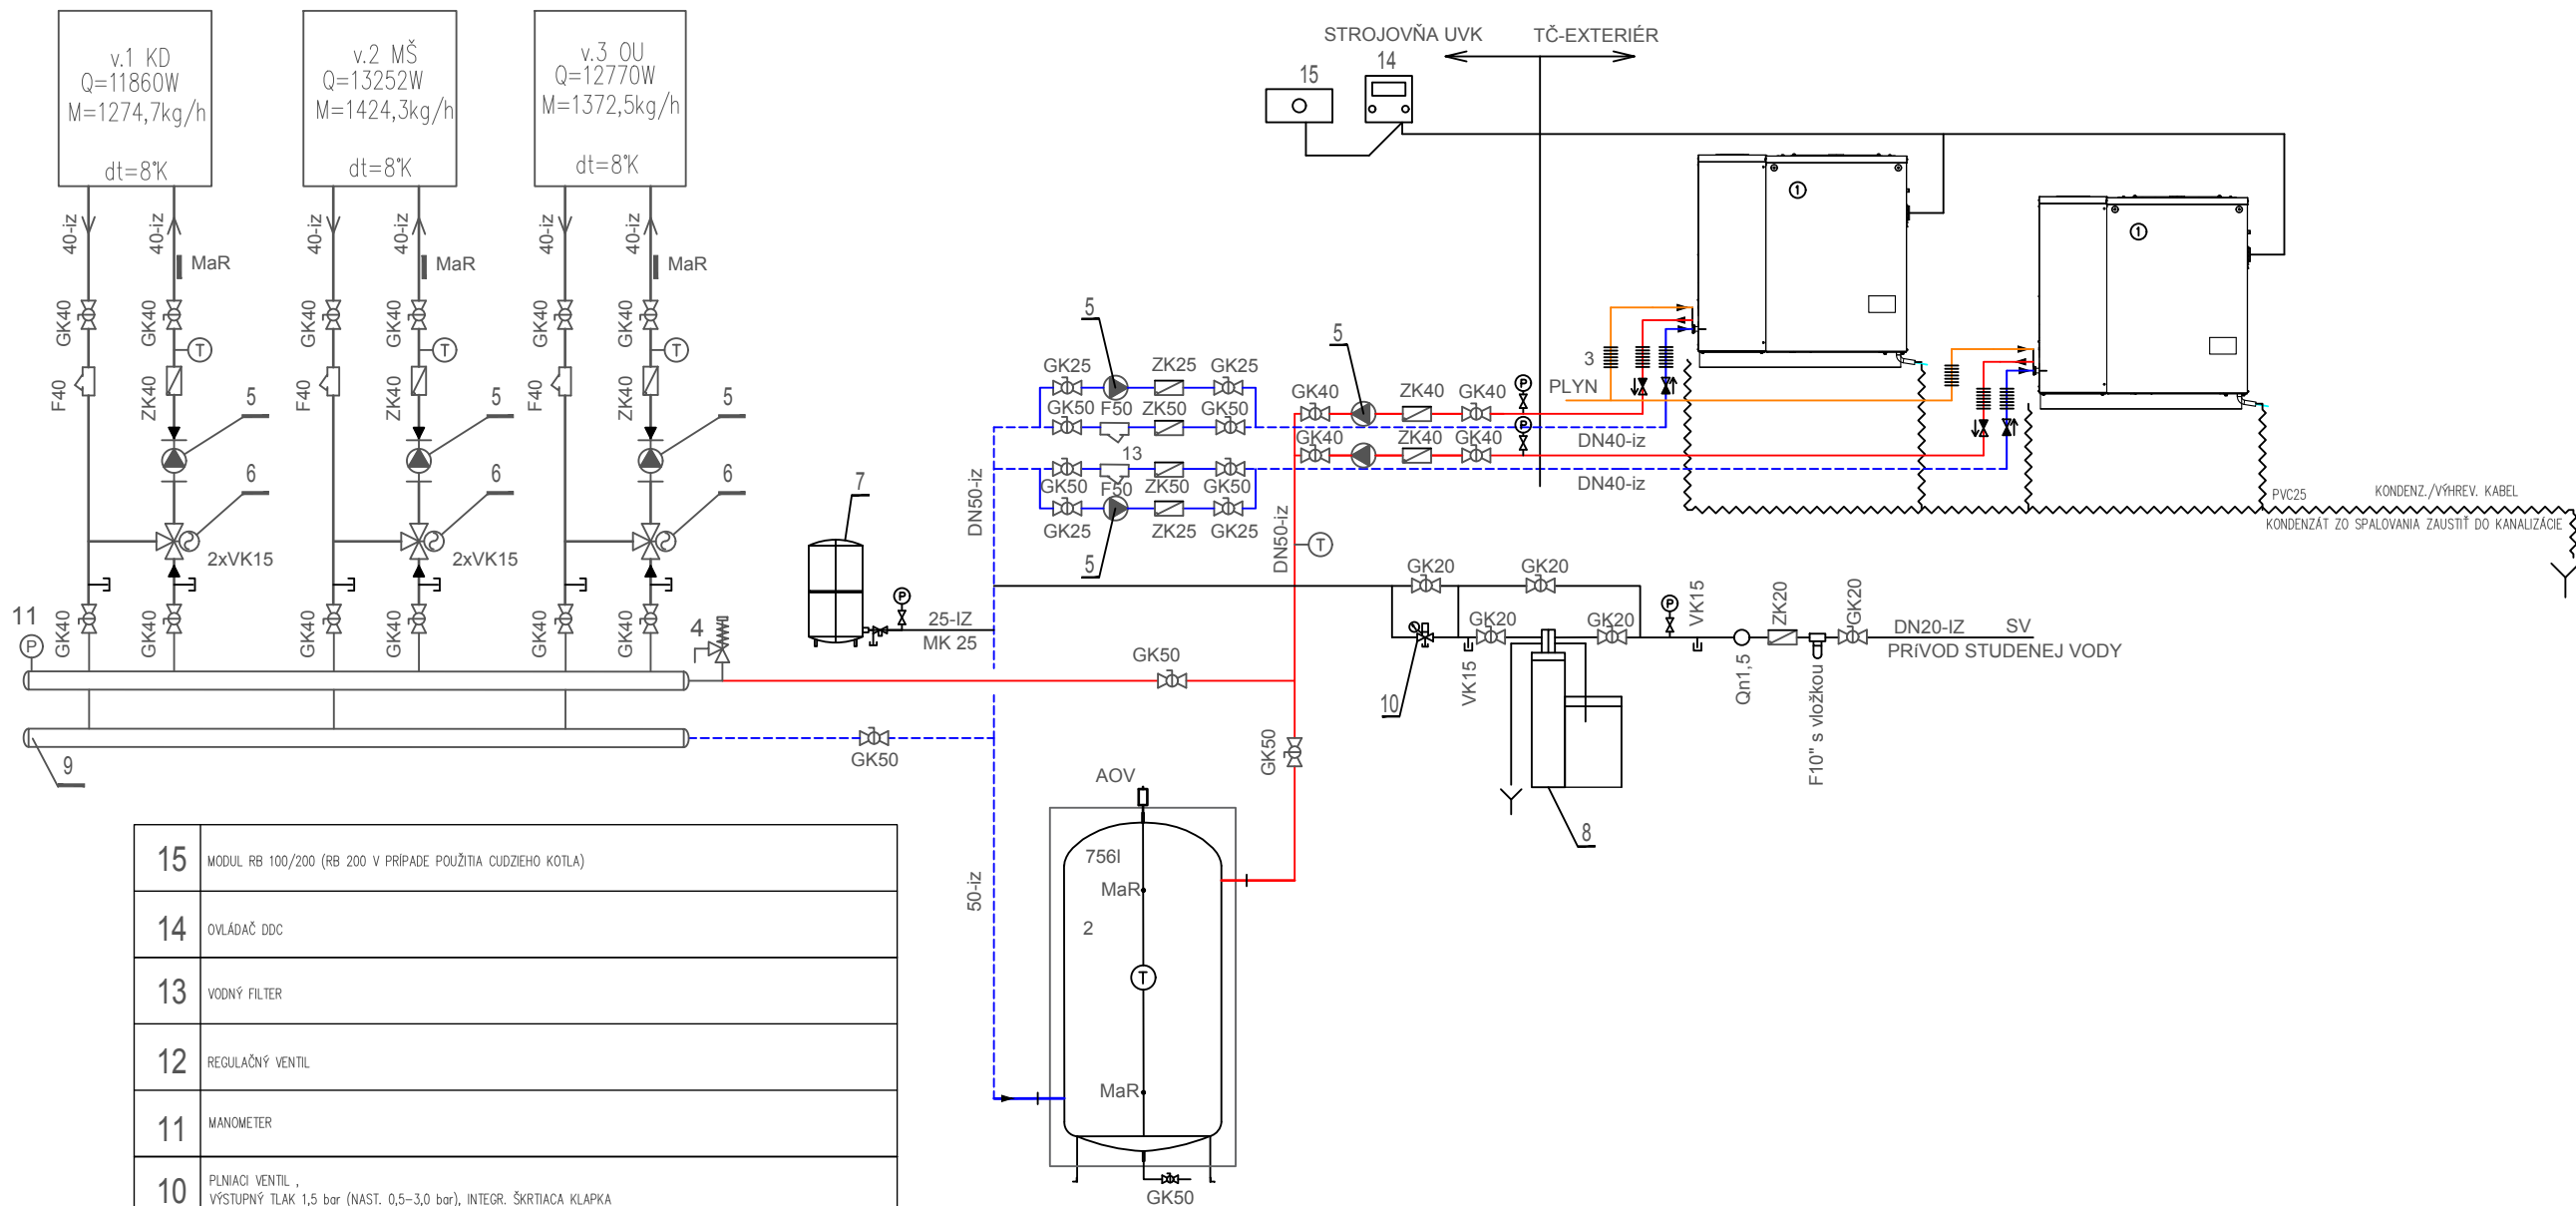 v.1 KD
Q=11860W
M=1274,7kg/h
dt=8°K
v.2 MŠ
Q=13252W
M=1424,3kg/h
dt=8°K
v.3 OU
Q=12770W
M=1372,5kg/h
dt=8°K
STROJOVŇA UVK
TČ-EXTERIÉR
15
14
1
1
40-iz
40-iz
40-iz
40-iz
40-iz
40-iz
MaR
MaR
MaR
GK40
GK40
GK40
GK40
GK40
GK40
T
T
T
F40
ZK40
F40
ZK40
F40
ZK40
5
5
5
6
6
6
2xVK15
2xVK15
GK40
GK40
GK40
GK40
GK40
GK40
11
P
4
9
7
P
25-IZ
MK 25
DN50-iz
5
GK25
ZK25
GK25
GK50
F50
ZK50
GK50
13
GK50
F50
ZK50
GK50
GK25
ZK25
GK25
5
5
GK40
ZK40
GK40
P
P
GK40
ZK40
GK40
3
PLYN
DN40-iz
DN40-iz
DN50-iz
T
PVC25
KONDENZ./VÝHREV. KABEL
KONDENZÁT ZO SPALOVANIA ZAUSTIŤ DO KANALIZÁCIE
GK20
GK20
GK20
GK20
P
VK15
ZK20
GK20
DN20-IZ
SV
PRíVOD STUDENEJ VODY
10
VK15
Qn1,5
F10" s vložkou
8
GK50
GK50
GK50
50-iz
AOV
756l
MaR
2
T
MaR
GK50
15 MODUL RB 100/200 (RB 200 V PRÍPADE POUŽITIA CUDZIEHO KOTLA)
14 OVLÁDAČ DDC
13 VODNÝ FILTER
12 REGULAČNÝ VENTIL
11 MANOMETER
10 PLNIACI VENTIL ,
VÝSTUPNÝ TLAK 1,5 bar (NAST. 0,5-3,0 bar), INTEGR. ŠKRTIACA KLAPKA